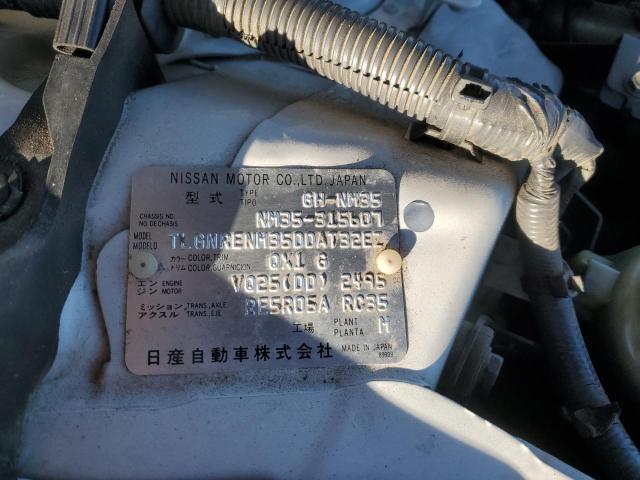 NISSAN MOTOR CO.,LTD.JAPAN
型式 TYPE TIPO GH-NM35
CHASSIS NO. NO.DECHASIS NM35-315607
MODEL MODELO
カラー COLOR,TRIM トリム COLOR,GUARNICION QX1 G
エンジン ENGINE MOTOR VQ25(DD) 2495 cc
ミッション TRANS.,AXLE アクスル TRANS.,EJE RE5R05A RC35
工場 PLANT PLANTA M
日産自動車株式会社 MADE IN JAPAN